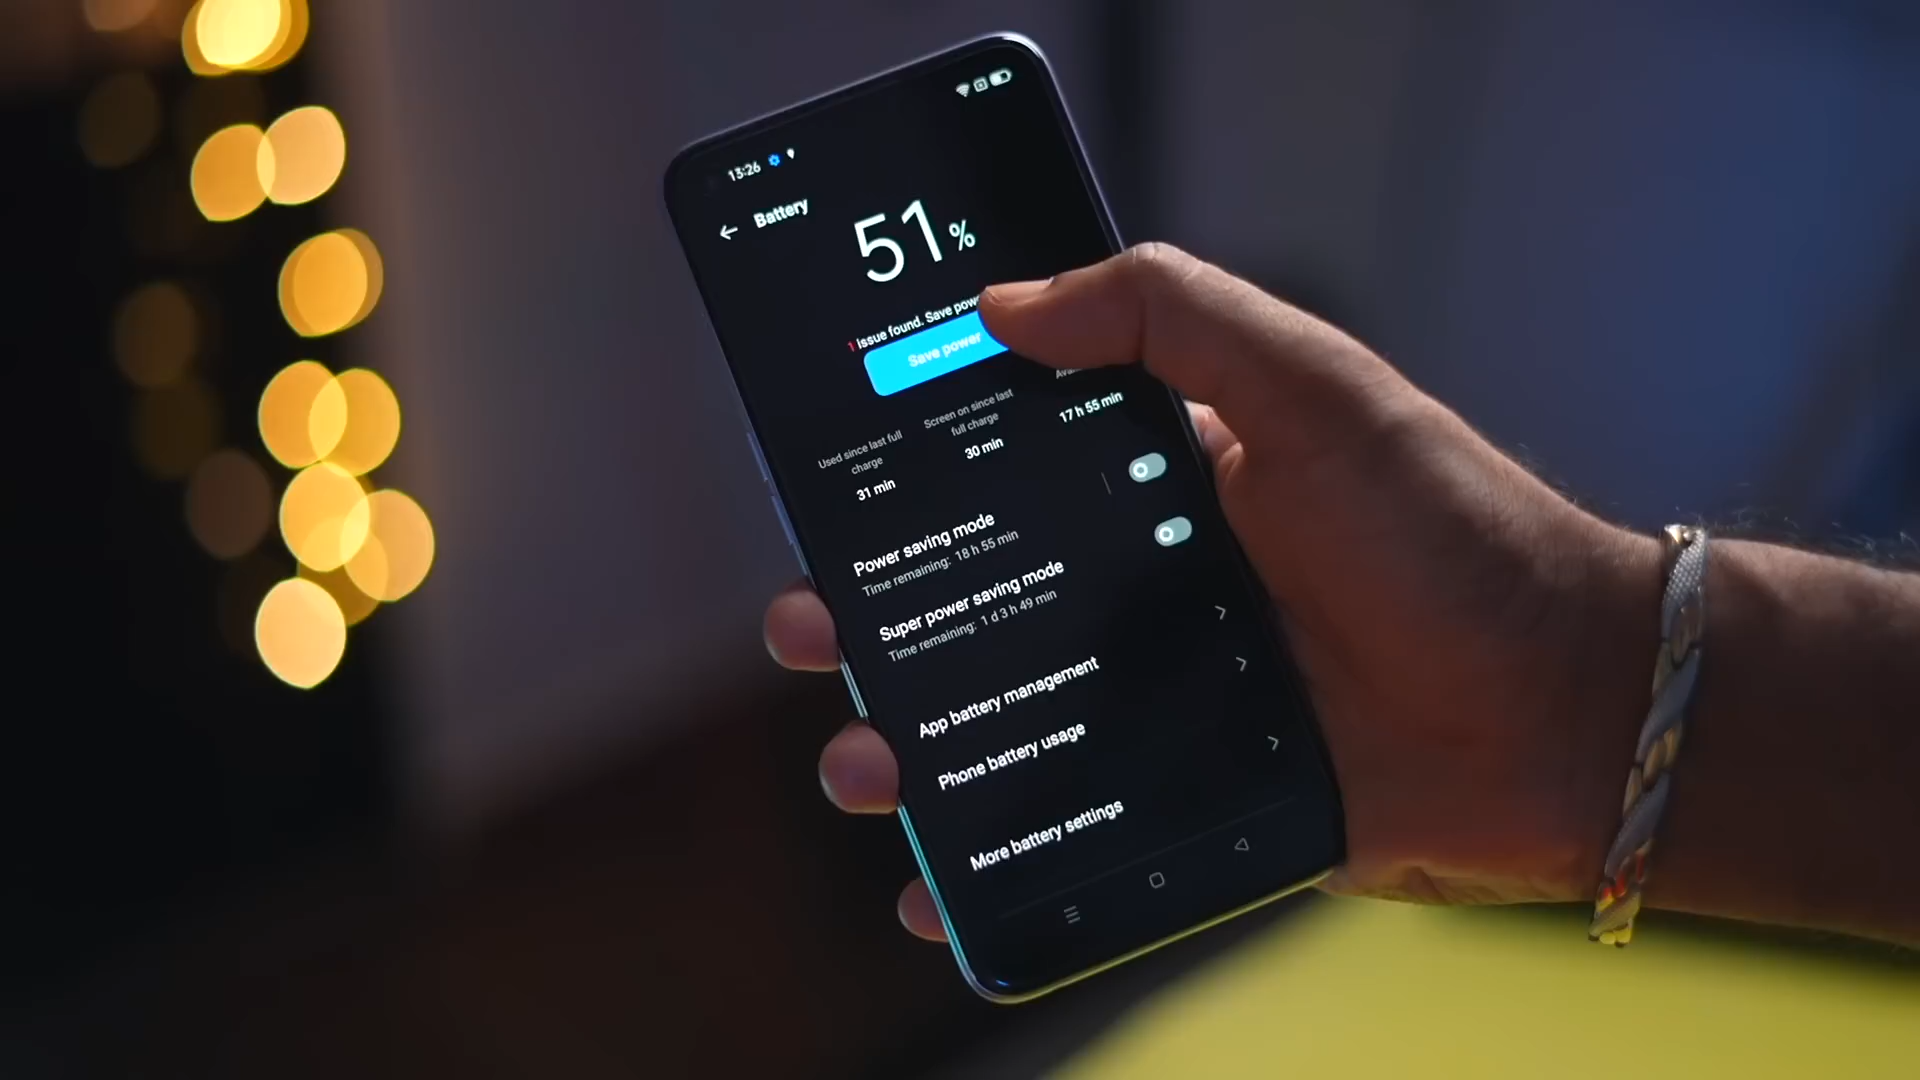 13:26
Battery
51%
1 Issue found. Save
Save power
Used since last full
charge
31 min
Screen on since last
full charge
30 min
17 h 55 min
Power saving mode
Time remaining: 18 h 55 min
Super power saving mode
Time remaining: 1 d 3 h 49 min
App battery management
Phone battery usage
More battery settings